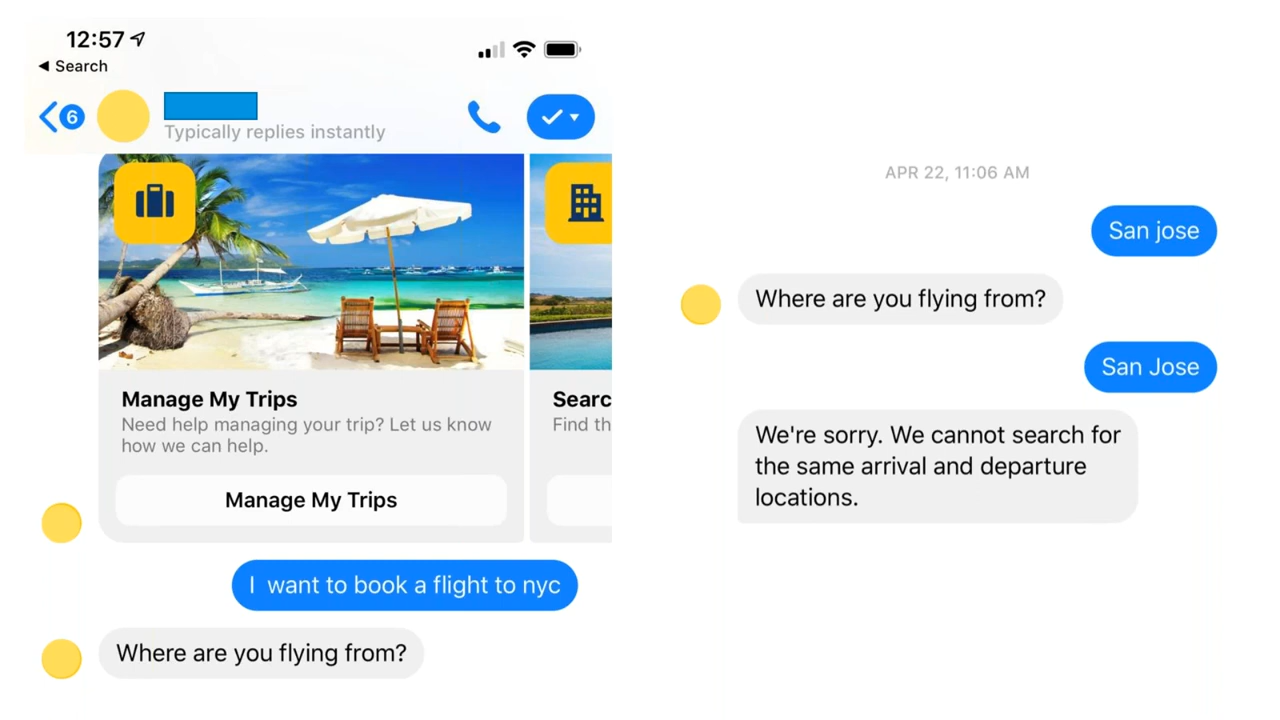 12:57
Search
6
Typically replies instantly
Manage My Trips
Need help managing your trip? Let us know
how we can help.
Manage My Trips
Searc
Find th
I want to book a flight to nyc
Where are you flying from?
APR 22, 11:06 AM
San jose
Where are you flying from?
San Jose
We're sorry. We cannot search for
the same arrival and departure
locations.